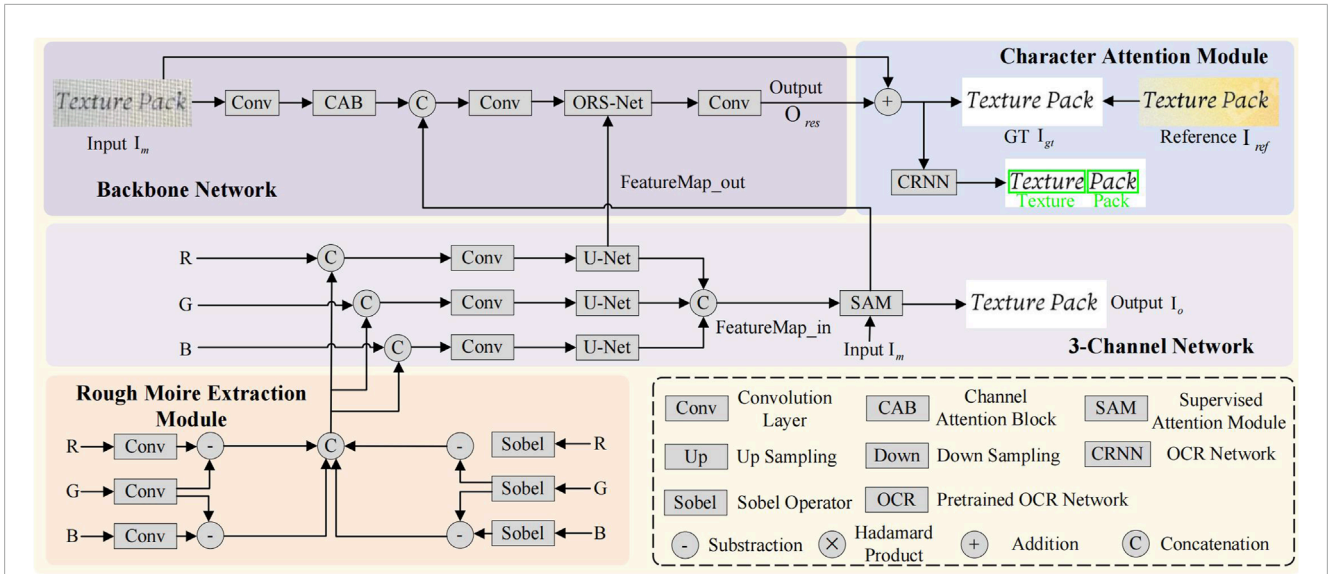 Character Attention Module
Texture Pack
Conv
CAB
C
Conv
ORS-Net
Conv
Output
O res
+
Texture Pack
Texture Pack
Input I m
GT I gt
Reference I ref
Backbone Network
FeatureMap_out
CRNN
Texture Pack
Texture Pack
R
C
Conv
U-Net
G
C
Conv
U-Net
C
SAM
Texture Pack
Output I o
FeatureMap_in
B
C
Conv
U-Net
Input I m
3-Channel Network
Rough Moire Extraction
Module
R
Conv
-
C
-
Sobel
R
G
Conv
Sobel
G
B
Conv
-
-
Sobel
B
Conv
Convolution
Layer
CAB
Channel
Attention Block
SAM
Supervised
Attention Module
Up
Up Sampling
Down
Down Sampling
CRNN
OCR Network
Sobel
Sobel Operator
OCR
Pretrained OCR Network
-
Substraction
×
Hadamard
Product
+
Addition
C
Concatenation